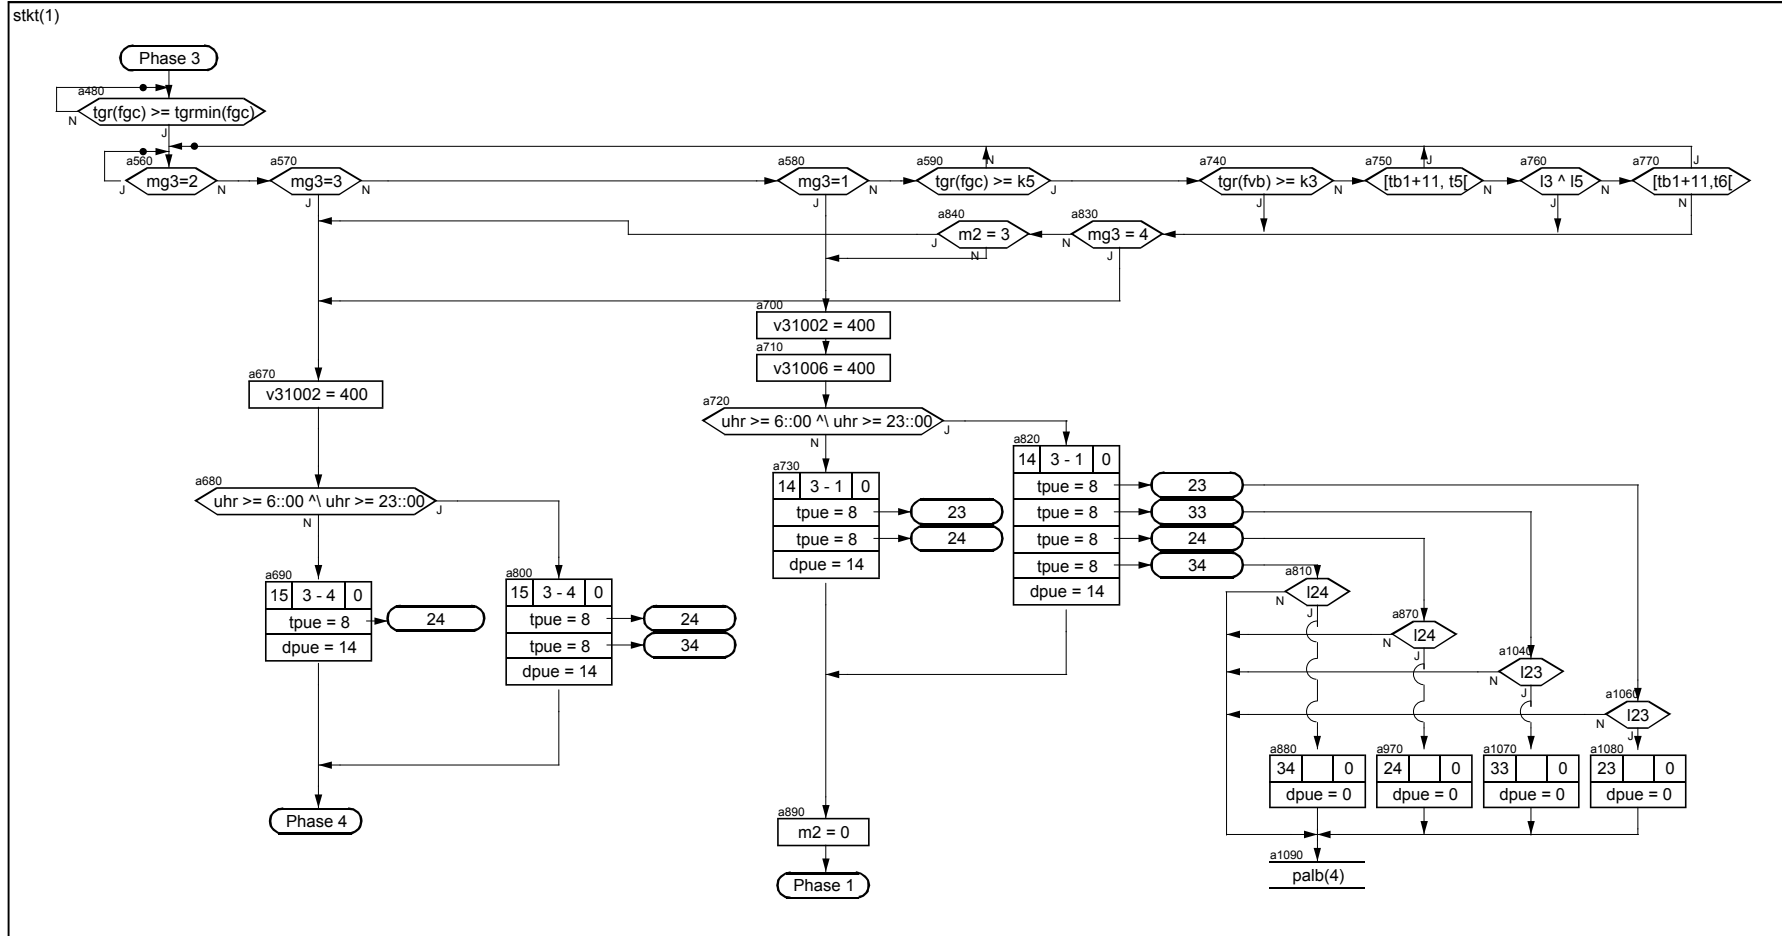 stkt(1)
Phase 3
a480
tgr(fgc) >= tgrmin(fgc)
N
J
a560
mg3=2
J
N
a570
mg3=3
N
J
a580
mg3=1
N
J
a590
tgr(fgc) >= k5
N
J
a740
tgr(fvb) >= k3
N
J
a750
[tb1+11, t5[
J
N
a760
l3 ^ l5
N
J
a770
[tb1+11,t6[
J
N
a840
m2 = 3
J
N
a830
mg3 = 4
N
J
a700
v31002 = 400
a710
v31006 = 400
a670
v31002 = 400
a720
uhr >= 6::00 ^\ uhr >= 23::00
J
N
a680
uhr >= 6::00 ^\ uhr >= 23::00
J
N
a730
14 3 - 1 0
tpue = 8 23
tpue = 8 24
dpue = 14
a820
14 3 - 1 0
tpue = 8 23
tpue = 8 33
tpue = 8 24
tpue = 8 34
dpue = 14
a690
15 3 - 4 0
tpue = 8 24
dpue = 14
a800
15 3 - 4 0
tpue = 8 24
tpue = 8 34
dpue = 14
a810
l24
N
J
a870
l24
N
J
a1040
l23
N
J
a1060
l23
N
J
a880
34 0
dpue = 0
a970
24 0
dpue = 0
a1070
33 0
dpue = 0
a1080
23 0
dpue = 0
Phase 4
a890
m2 = 0
Phase 1
a1090
palb(4)